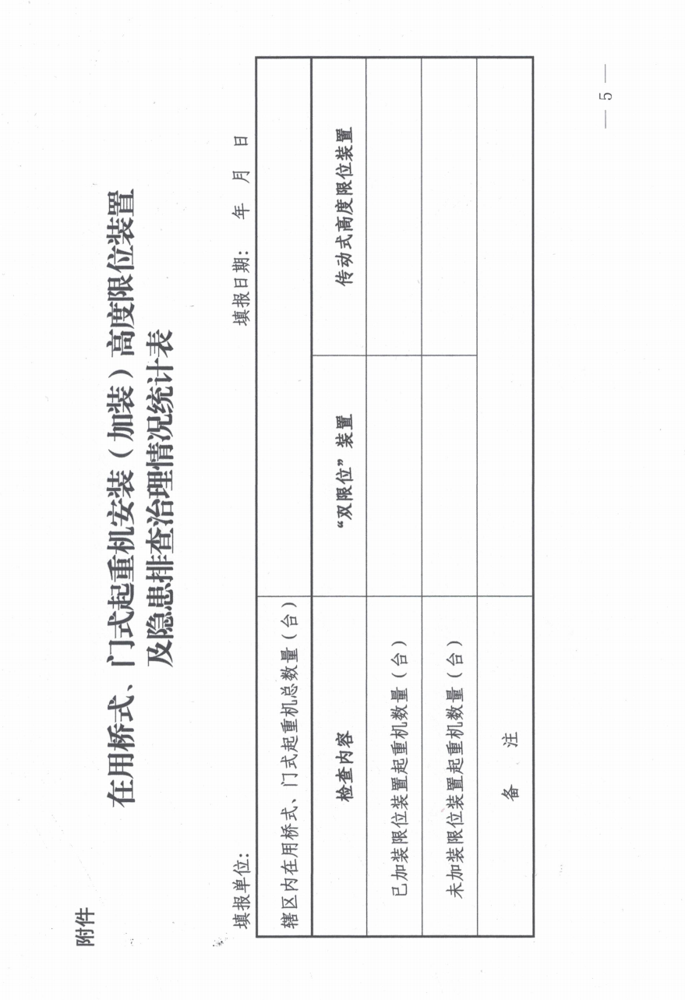 附件
在用桥式、门式起重机安装（加装）高度限位装置
及隐患排查治理情况统计表
填报单位： 填报日期： 年 月 日
辖区内在用桥式、门式起重机总数量（台）
检查内容 “双限位”装置 传动式高度限位装置
已加装限位装置起重机数量（台）
未加装限位装置起重机数量（台）
备 注
— 5 —